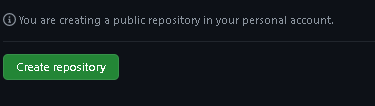 You are creating a public repository in your personal account.
Create repository